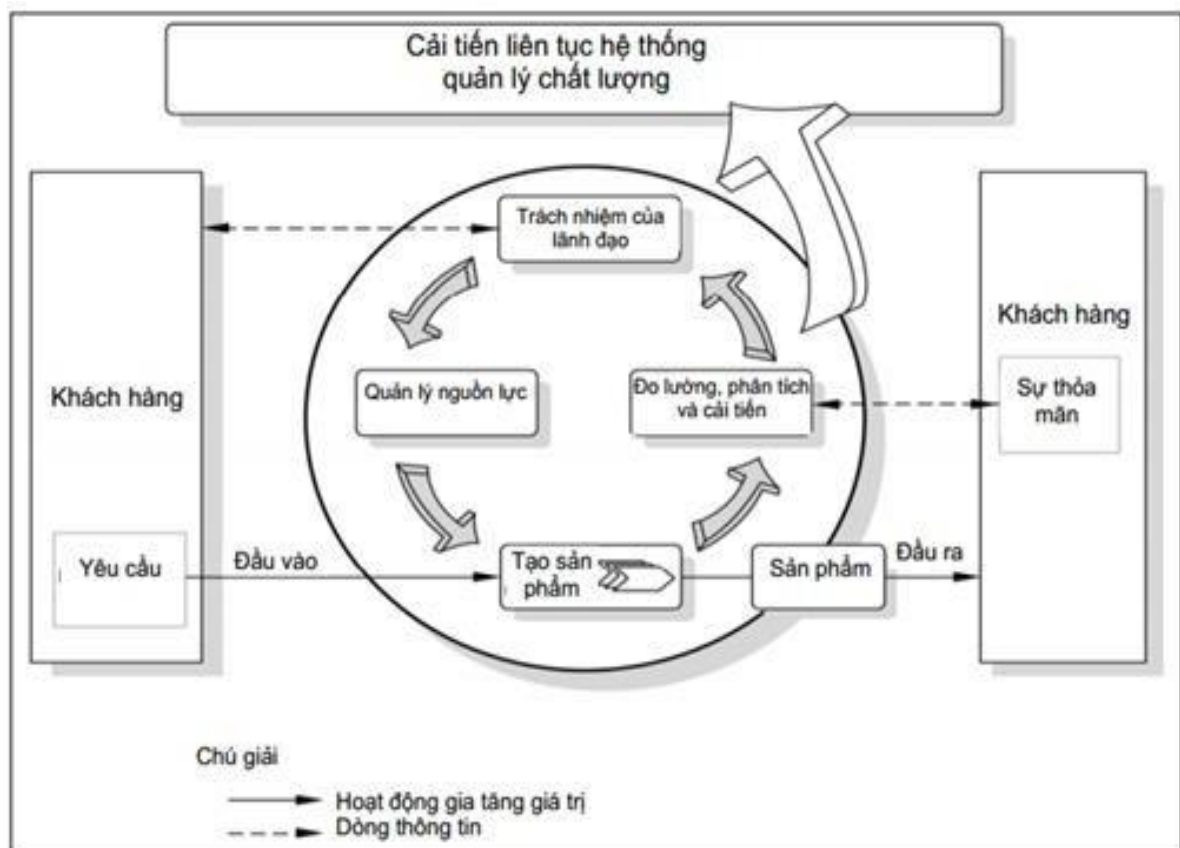 Cải tiến liên tục hệ thống
quản lý chất lượng
Trách nhiệm của
lãnh đạo
Khách hàng
Khách hàng
Quản lý nguồn lực
Đo lường, phân tích
và cải tiến
Sự thỏa
mãn
Yêu cầu
Đầu vào
Tạo sản
phẩm
Sản phẩm
Đầu ra
Chú giải
Hoạt động gia tăng giá trị
Dòng thông tin